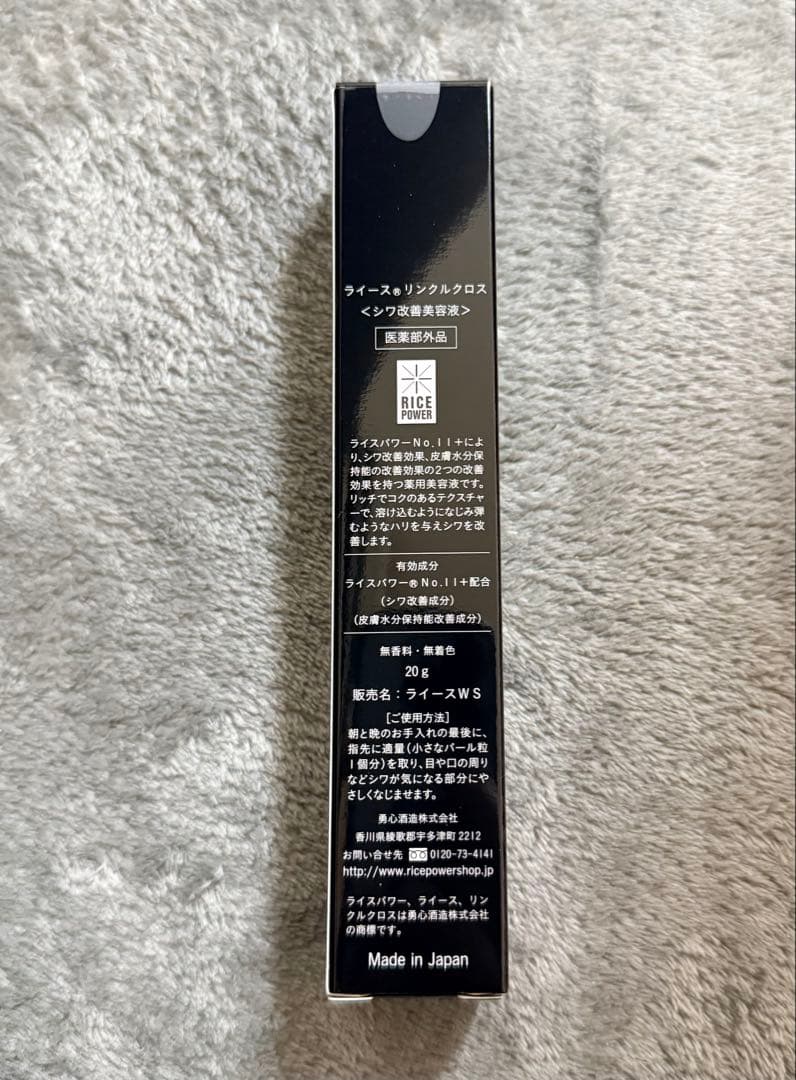 ライース®リンクルクロス
＜シワ改善美容液＞
医薬部外品
RICE
POWER
ライスパワーNo.11+によ
り、シワ改善効果、皮膚水分保
持能の改善効果の2つの改善
効果を持つ薬用美容液です。
リッチでコクのあるテクスチャ
ーで、溶け込むようになじみ弾
むようなハリを与えシワを改
善します。
有効成分
ライスパワー®No.11+配合
（シワ改善成分）
（皮膚水分保持能改善成分）
無香料・無着色
20g
販売名：ライースWS
［ご使用方法］
朝と晩のお手入れの最後に、
指先に適量（小さなパール粒
1個分）を取り、目や口の周り
などシワが気になる部分にや
さしくなじませます。
勇心酒造株式会社
香川県綾歌郡宇多津町2212
お問い合せ先 0120-73-4141
http://www.ricepowershop.jp
ライスパワー、ライース、リン
クルクロスは勇心酒造株式会社
の商標です。
Made in Japan